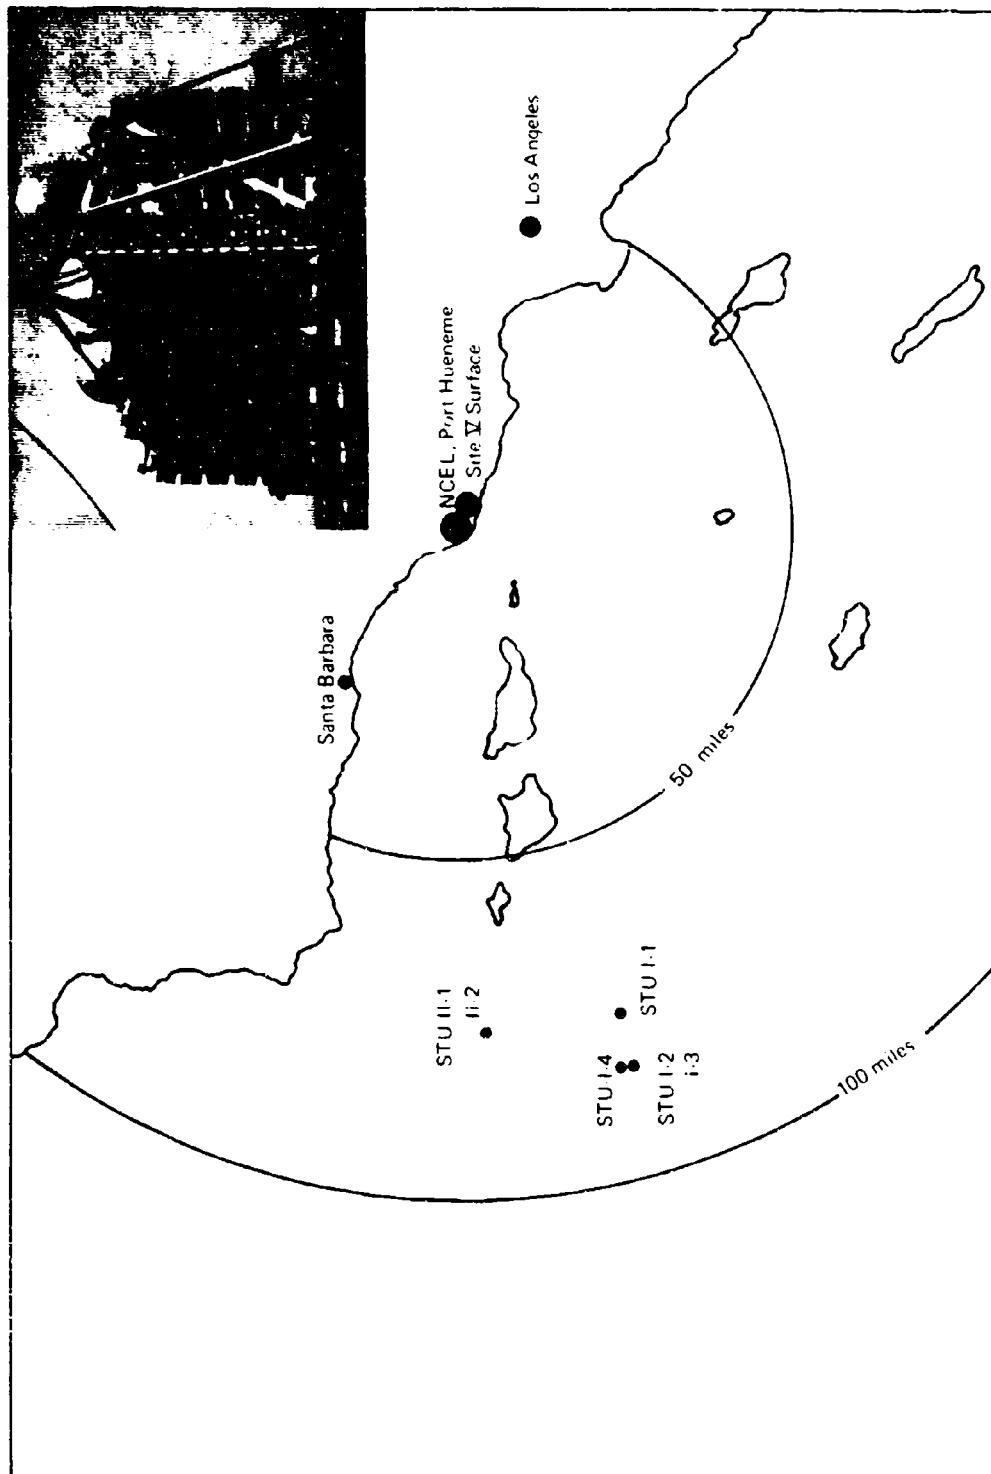 Santa Barbara
NCEL, Port Hueneme
Site V Surface
Los Angeles
STU II-1
II-2
STU I-4
STU I-2
I-3
STU I-1
50 miles
100 miles